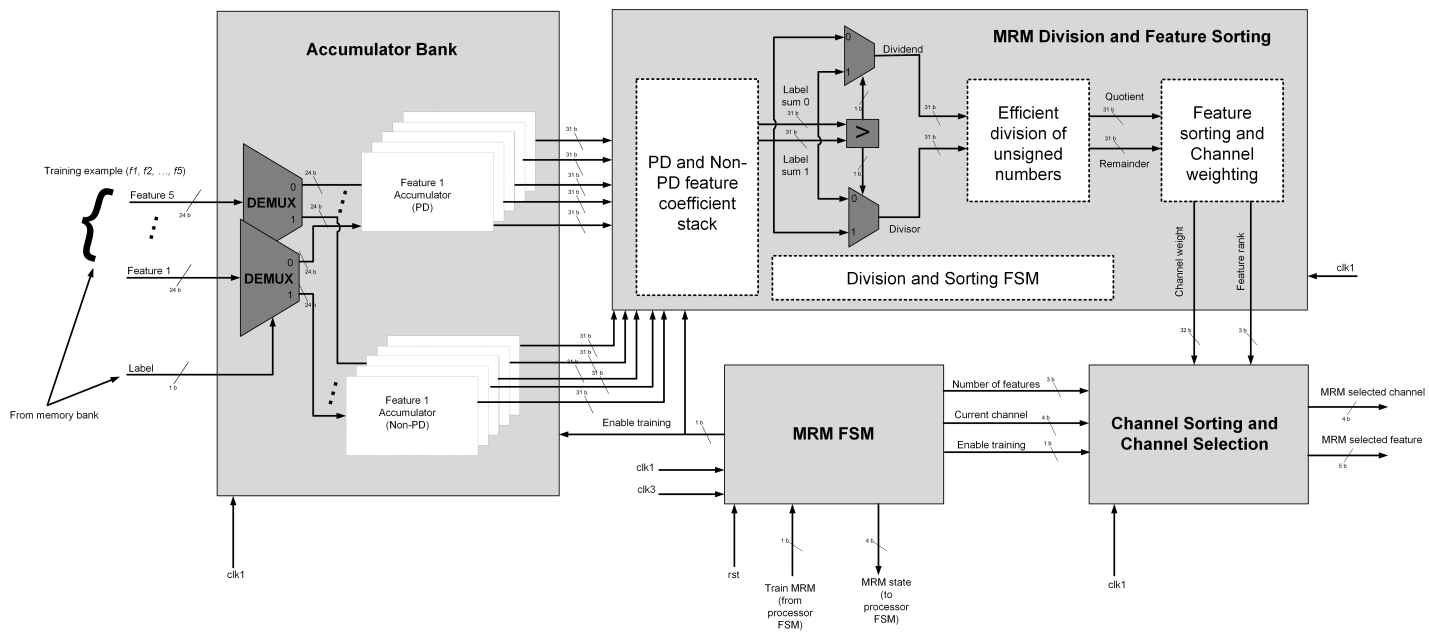 Accumulator Bank
MRM Division and Feature Sorting
Training example (f1, f2, …, f5)
Feature 5
24 b
Feature 1
24 b
Label
1 b
From memory bank
DEMUX
0
1
DEMUX
0
1
24 b
24 b
24 b
24 b
Feature 1
Accumulator
(PD)
Feature 1
Accumulator
(Non-PD)
31 b
31 b
31 b
31 b
31 b
31 b
31 b
31 b
31 b
31 b
clk1
PD and Non-
PD feature
coefficient
stack
Label
sum 0
31 b
31 b
Label
sum 1
0
1
Dividend
1 b
>
1 b
0
1
Divisor
31 b
31 b
Efficient
division of
unsigned
numbers
Quotient
31 b
31 b
Remainder
Feature
sorting and
Channel
weighting
Division and Sorting FSM
clk1
Channel weight
Feature rank
32 b
3 b
Enable training
1 b
clk1
clk3
MRM FSM
rst
1 b
Train MRM
(from
processor
FSM)
4 b
MRM state
(to
processor
FSM)
Number of features
3 b
Current channel
4 b
Enable training
1 b
Channel Sorting and
Channel Selection
clk1
MRM selected channel
4 b
MRM selected feature
5 b